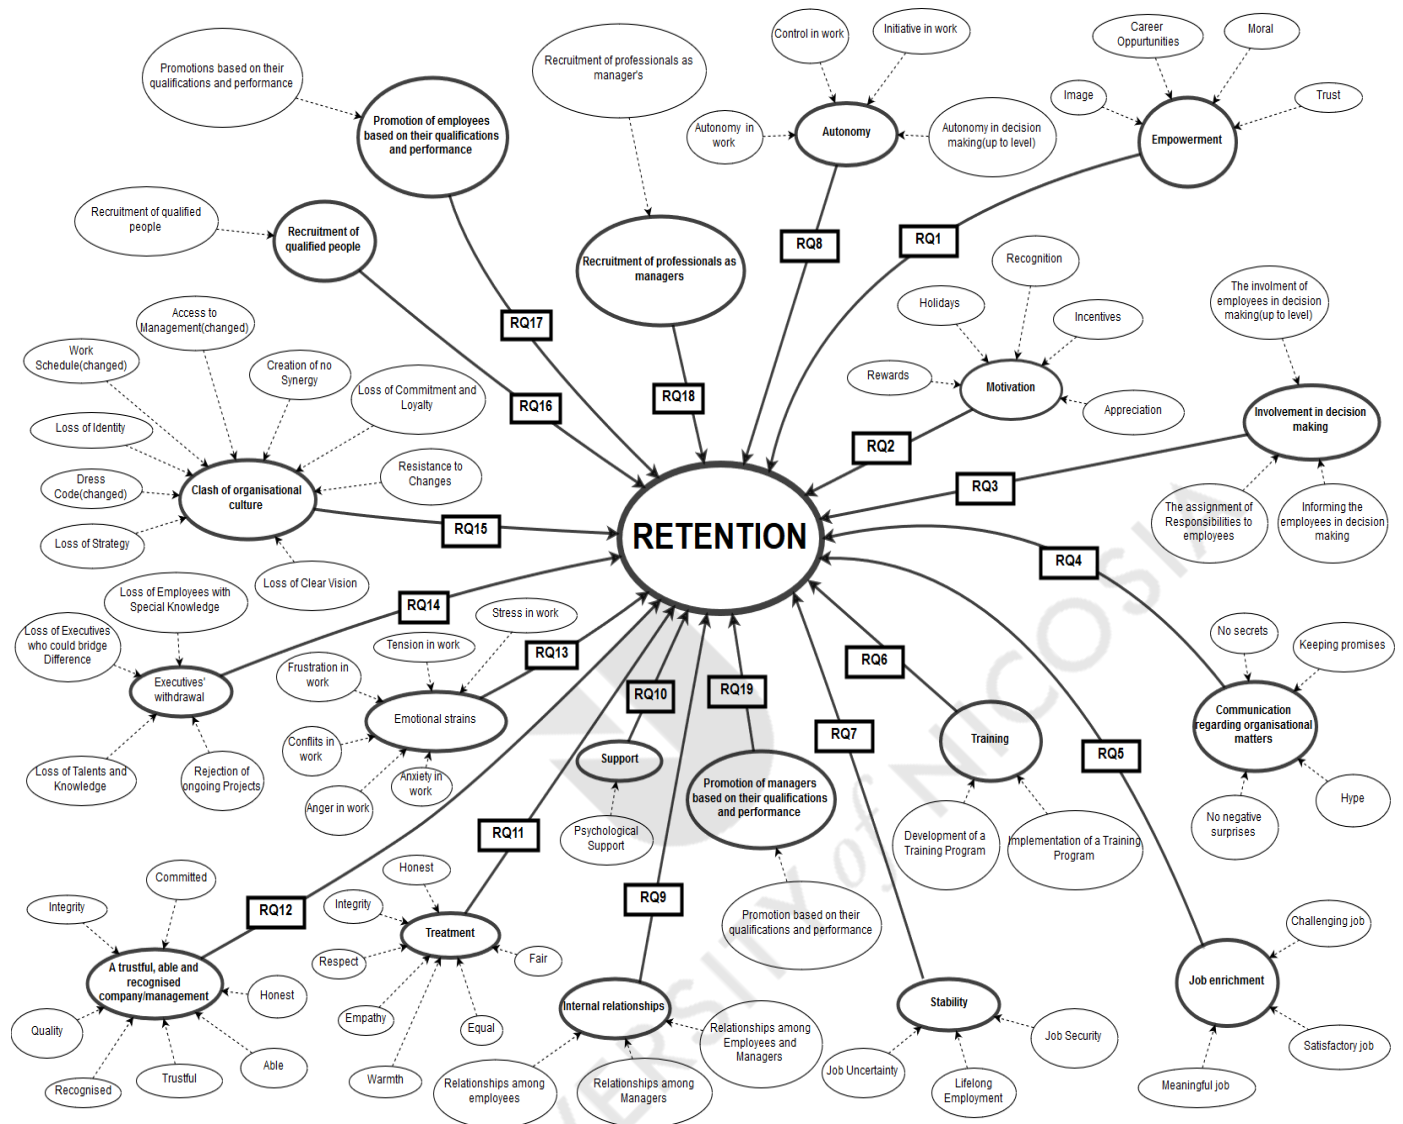 Promotions based on their
qualifications and performance
Promotion of employees
based on their qualifications
and performance
Recruitment of professionals as
manager's
Control in work
Initiative in work
Autonomy in
work
Autonomy
Autonomy in decision
making(up to level)
Career
Oppurtunities
Moral
Image
Trust
Empowerment
Recruitment of qualified
people
Recruitment of
qualified people
Recruitment of professionals as
managers
RQ8
RQ1
RQ17
RQ16
RQ18
Recognition
Holidays
Incentives
Rewards
Motivation
Appreciation
RQ2
The involment of
employees in decision
making(up to level)
Involvement in decision
making
RQ3
The assignment of
Responsibilities to
employees
Informing the
employees in decision
making
Access to
Management(changed)
Work
Schedule(changed)
Creation of no
Synergy
Loss of Commitment and
Loyalty
Loss of Identity
Resistance to
Changes
Dress
Code(changed)
Clash of organisational
culture
Loss of Strategy
Loss of Clear Vision
RQ15
RETENTION
RQ4
Loss of Employees with
Special Knowledge
RQ14
Loss of Executives
who could bridge
Difference
Executives'
withdrawal
Loss of Talents and
Knowledge
Rejection of
ongoing Projects
Stress in work
Tension in work
Frustration in
work
RQ13
Emotional strains
Conflits in
work
Anxiety in
work
Anger in work
RQ10
RQ19
RQ6
RQ7
RQ5
Support
Psychological
Support
Promotion of managers
based on their qualifications
and performance
Promotion based on their
qualifications and performance
Training
Development of a
Training Program
Implementation of a Training
Program
No secrets
Keeping promises
Communication
regarding organisational
matters
No negative
surprises
Hype
RQ11
RQ9
RQ12
Committed
Integrity
A trustful, able and
recognised
company/management
Honest
Quality
Able
Trustful
Recognised
Honest
Integrity
Treatment
Respect
Fair
Empathy
Equal
Warmth
Internal relationships
Relationships among
employees
Relationships among
Managers
Relationships among
Employees and
Managers
Stability
Job Uncertainty
Lifelong
Employment
Job Security
Challenging job
Job enrichment
Satisfactory job
Meaningful job
VERSITY of NICOSIA